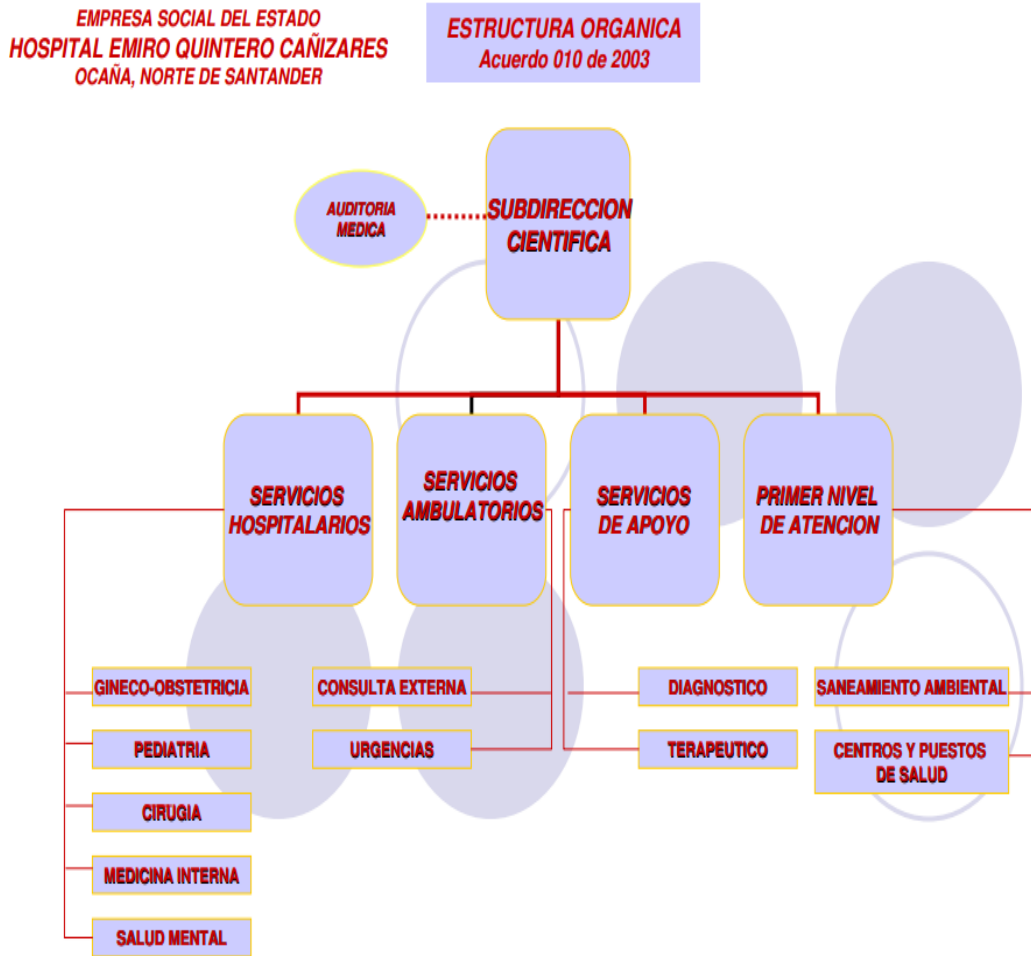 EMPRESA SOCIAL DEL ESTADO
HOSPITAL EMIRO QUINTERO CAÑIZARES
OCAÑA, NORTE DE SANTANDER
ESTRUCTURA ORGANICA
Acuerdo 010 de 2003
AUDITORIA
MEDICA
SUBDIRECCION
CIENTIFICA
SERVICIOS
HOSPITALARIOS
SERVICIOS
AMBULATORIOS
SERVICIOS
DE APOYO
PRIMER NIVEL
DE ATENCION
GINECO-OBSTETRICIA
PEDIATRIA
CIRUGIA
MEDICINA INTERNA
SALUD MENTAL
CONSULTA EXTERNA
URGENCIAS
DIAGNOSTICO
TERAPEUTICO
SANEAMIENTO AMBIENTAL
CENTROS Y PUESTOS
DE SALUD